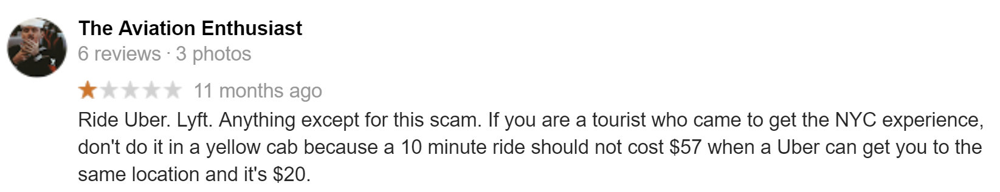 The Aviation Enthusiast
6 reviews · 3 photos
11 months ago
Ride Uber. Lyft. Anything except for this scam. If you are a tourist who came to get the NYC experience,
don't do it in a yellow cab because a 10 minute ride should not cost $57 when a Uber can get you to the
same location and it's $20.